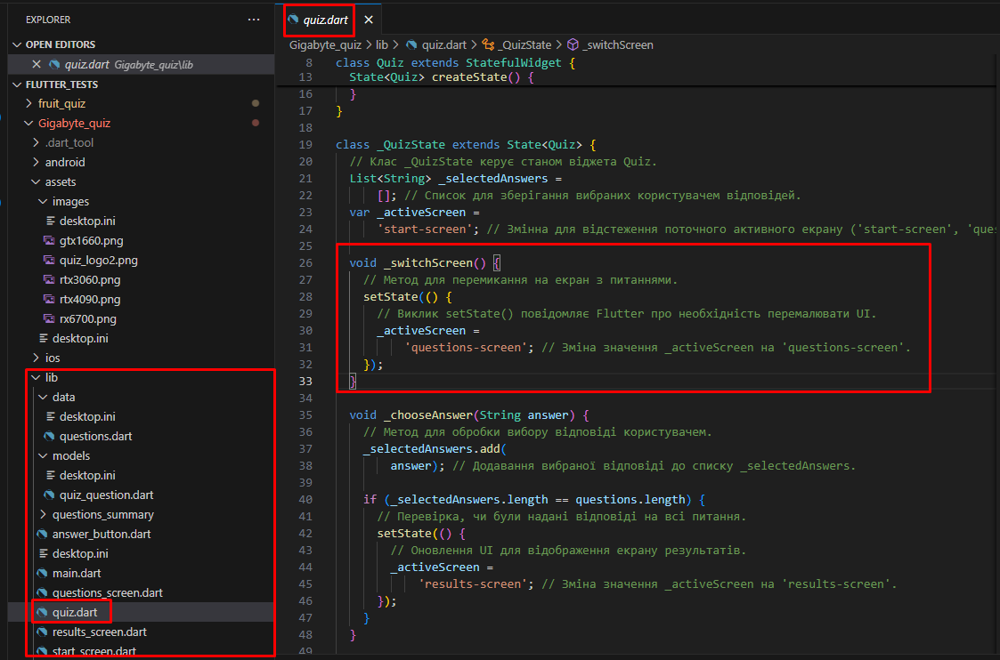 EXPLORER
···
OPEN EDITORS
quiz.dart Gigabyte_quiz\lib
FLUTTER_TESTS
fruit_quiz
Gigabyte_quiz
.dart_tool
android
assets
images
desktop.ini
gtx1660.png
quiz_logo2.png
rtx3060.png
rtx4090.png
rx6700.png
desktop.ini
ios
lib
data
desktop.ini
questions.dart
models
desktop.ini
quiz_question.dart
questions_summary
answer_button.dart
desktop.ini
main.dart
questions_screen.dart
quiz.dart
results_screen.dart
start_screen.dart
quiz.dart
Gigabyte_quiz > lib > quiz.dart > _QuizState > _switchScreen
8 class Quiz extends StatefulWidget {
13 State<Quiz> createState() {
16 }
17 }
18
19 class _QuizState extends State<Quiz> {
20 // Клас _QuizState керує станом віджета Quiz.
21 List<String> _selectedAnswers =
22 []; // Список для зберігання вибраних користувачем відповідей.
23 var _activeScreen =
24 'start-screen'; // Змінна для відстеження поточного активного екрану ('start-screen', 'ques
25
26 void _switchScreen() {
27 // Метод для перемикання на екран з питаннями.
28 setState(() {
29 // Виклик setState() повідомляє Flutter про необхідність перемалювати UI.
30 _activeScreen =
31 'questions-screen'; // Зміна значення _activeScreen на 'questions-screen'.
32 });
33 }
34
35 void _chooseAnswer(String answer) {
36 // Метод для обробки вибору відповіді користувачем.
37 _selectedAnswers.add(
38 answer); // Додавання вибраної відповіді до списку _selectedAnswers.
39
40 if (_selectedAnswers.length == questions.length) {
41 // Перевірка, чи були надані відповіді на всі питання.
42 setState(() {
43 // Оновлення UI для відображення екрану результатів.
44 _activeScreen =
45 'results-screen'; // Зміна значення _activeScreen на 'results-screen'.
46 });
47 }
48 }
49